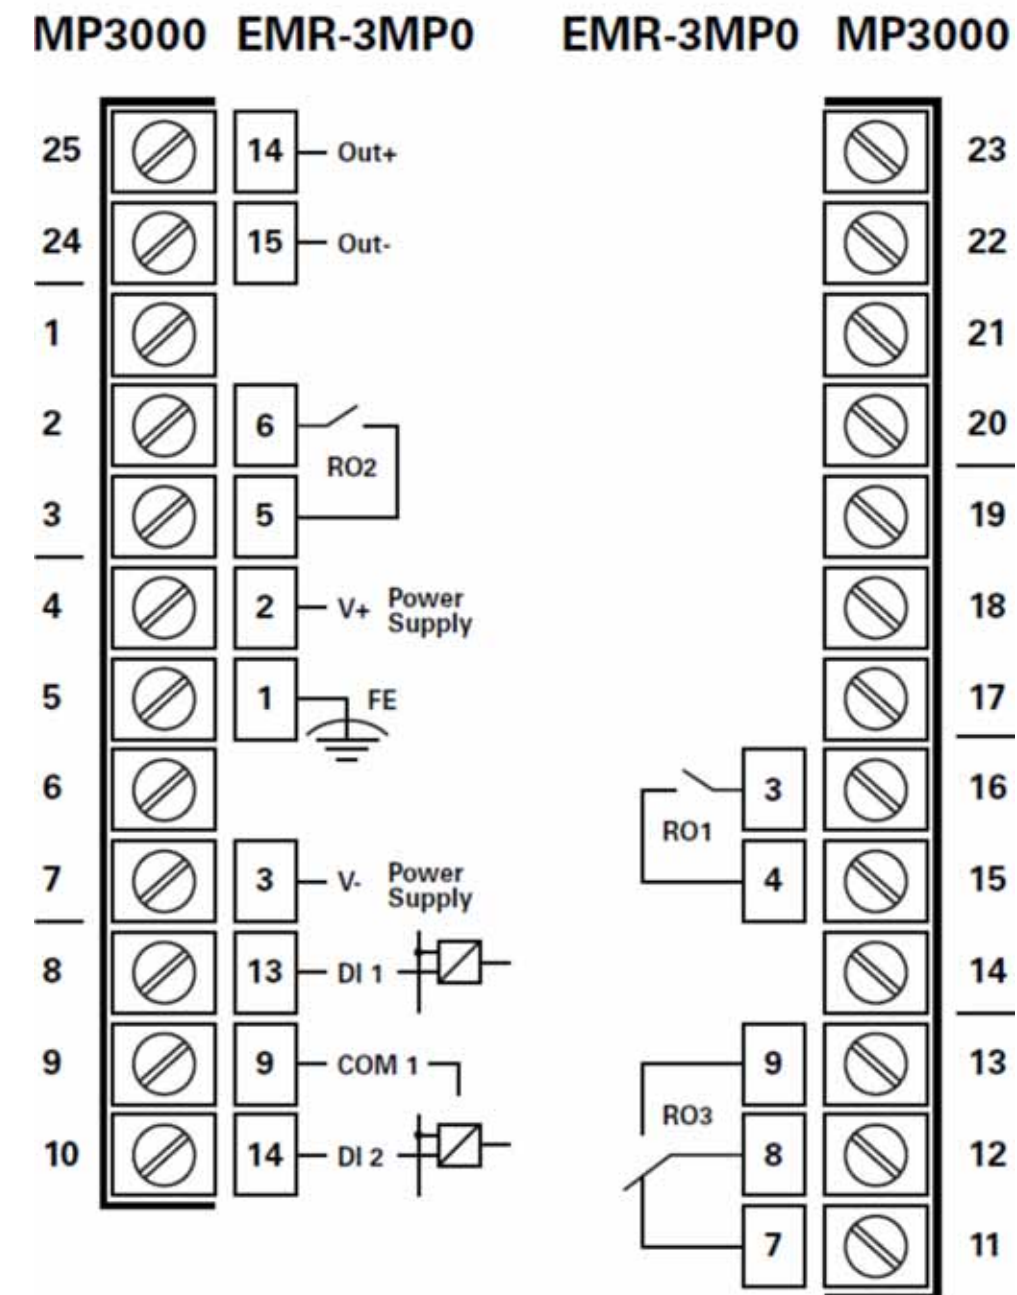 MP3000 EMR-3MP0 EMR-3MP0 MP3000
25 14 Out+ 23
24 15 Out- 22
1 21
2 6 20
RO2
3 5 19
4 2 V+ Power Supply 18
5 1 FE 17
6 3 16
RO1
7 3 V- Power Supply 4 15
8 13 DI 1 14
9 9 COM 1 9 13
RO3
10 14 DI 2 8 12
7 11